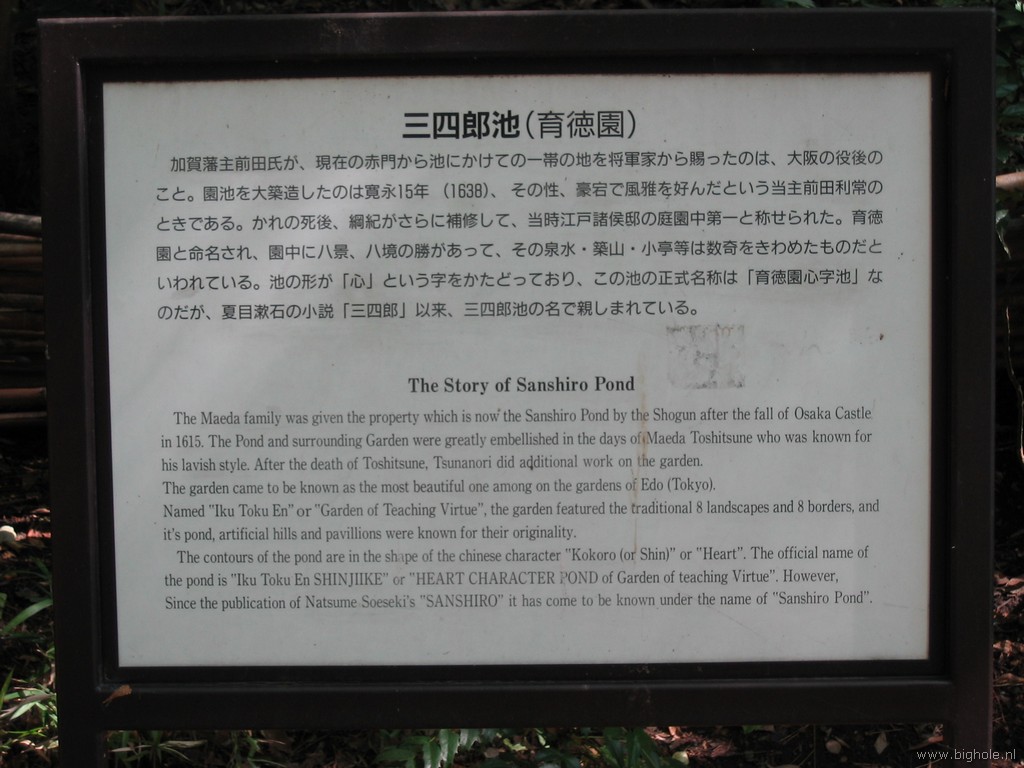 三四郎池(育徳園)
加賀藩主前田氏が、現在の赤門から池にかけての一帯の地を将軍家から賜ったのは、大阪の役後の
こと。園池を大築造したのは寛永15年 (1638)、その性、豪宕で風雅を好んだという当主前田利常の
ときである。かれの死後、綱紀がさらに補修して、当時江戸諸侯邸の庭園中第一と称せられた。育徳
園と命名され、園中に八景、八境の勝があって、その泉水・築山・小亭等は数奇をきわめたものだと
いわれている。池の形が「心」という字をかたどっており、この池の正式名称は「育徳園心字池」な
のだが、夏目漱石の小説「三四郎」以来、三四郎池の名で親しまれている。
The Story of Sanshiro Pond
The Maeda family was given the property which is now the Sanshiro Pond by the Shogun after the fall of Osaka Castle
in 1615. The Pond and surrounding Garden were greatly embellished in the days of Maeda Toshitsune who was known for
his lavish style. After the death of Toshitsune, Tsunanori did additional work on the garden.
The garden came to be known as the most beautiful one among on the gardens of Edo (Tokyo).
Named "Iku Toku En" or "Garden of Teaching Virtue", the garden featured the traditional 8 landscapes and 8 borders, and
it's pond, artificial hills and pavillions were known for their originality.
The contours of the pond are in the shape of the chinese character "Kokoro (or Shin)" or "Heart". The official name of
the pond is "Iku Toku En SHINJIIKE" or "HEART CHARACTER POND of Garden of teaching Virtue". However,
Since the publication of Natsume Soeseki's "SANSHIRO" it has come to be known under the name of "Sanshiro Pond".
www.bighole.nl